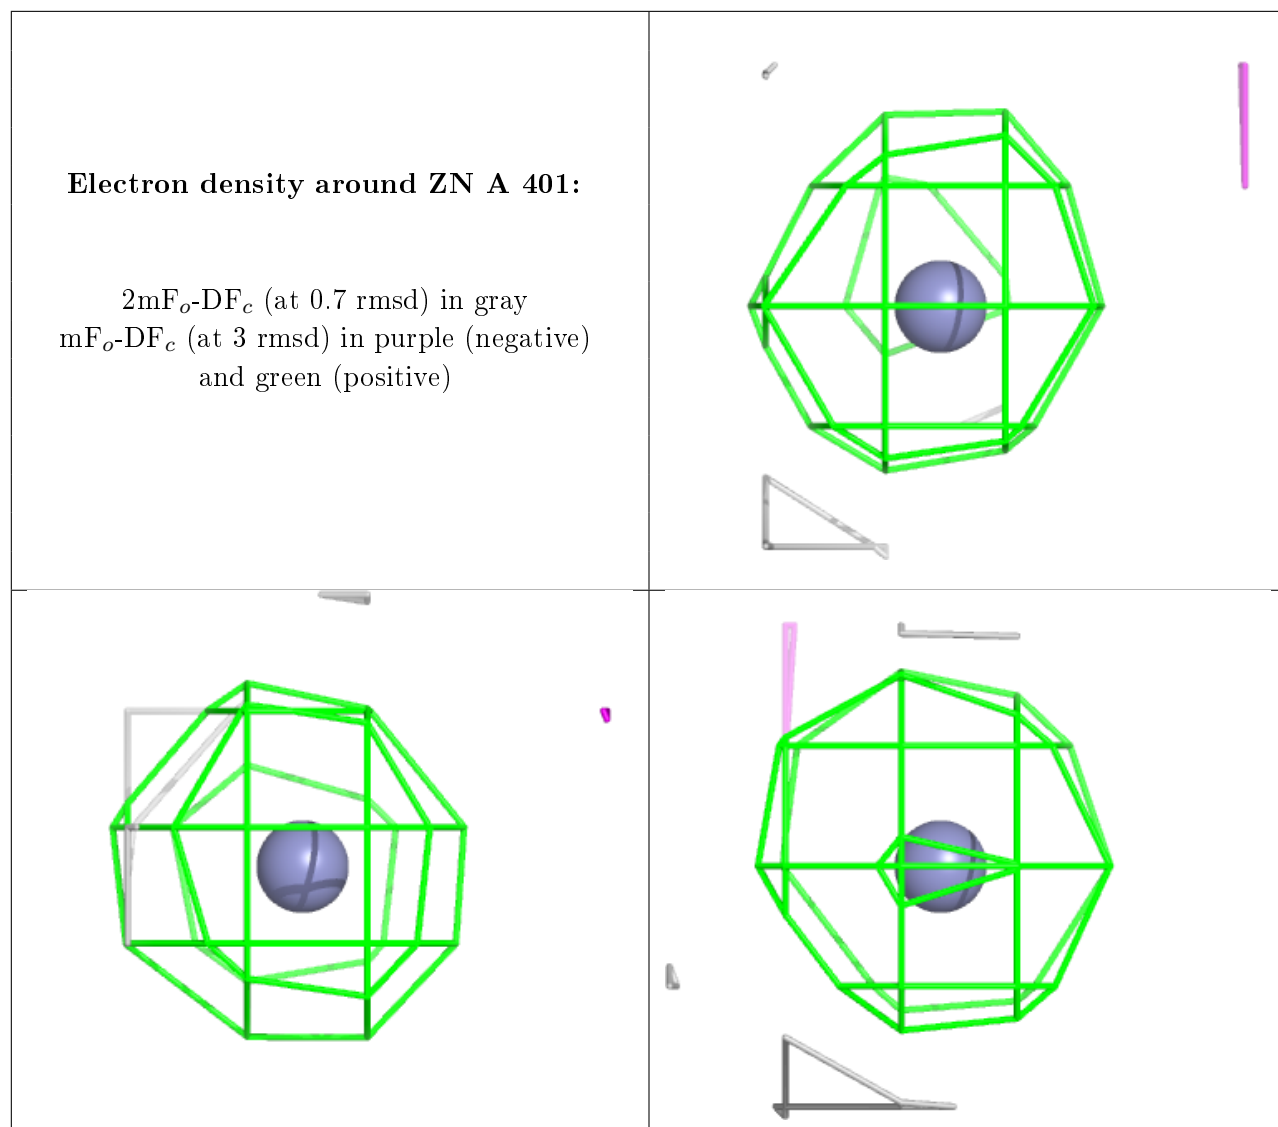 Electron density around ZN A 401:
2mFo-DFc (at 0.7 rmsd) in gray
mFo-DFc (at 3 rmsd) in purple (negative)
and green (positive)